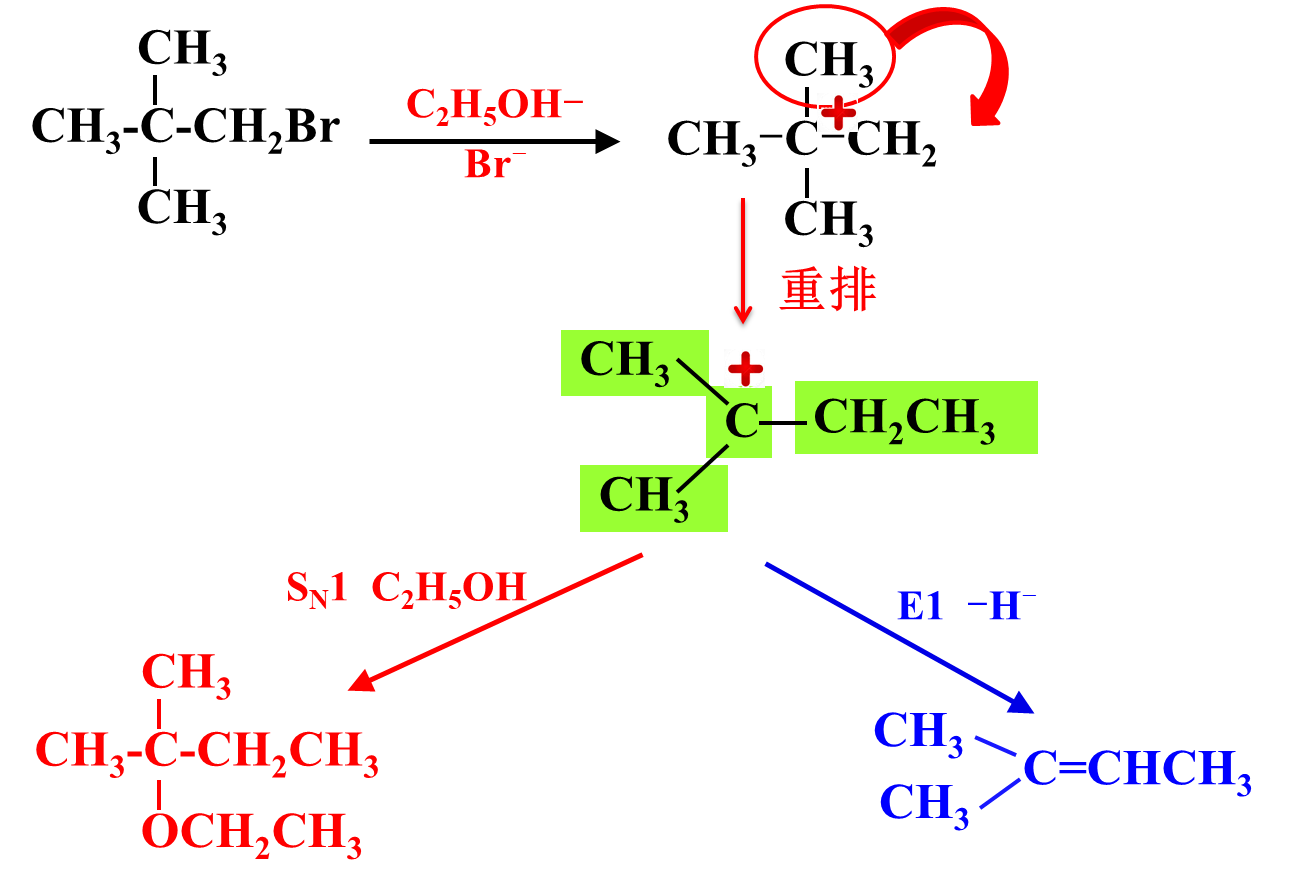 CH₃
CH₃-C-CH₂Br
CH₃
C₂H₅OH−
Br⁻
CH₃
+
CH₃−C−CH₂
CH₃
重排
CH₃
+
C—CH₂CH₃
CH₃
S_N1 C₂H₅OH
E1 −H⁻
CH₃
CH₃-C-CH₂CH₃
OCH₂CH₃
CH₃
C=CHCH₃
CH₃